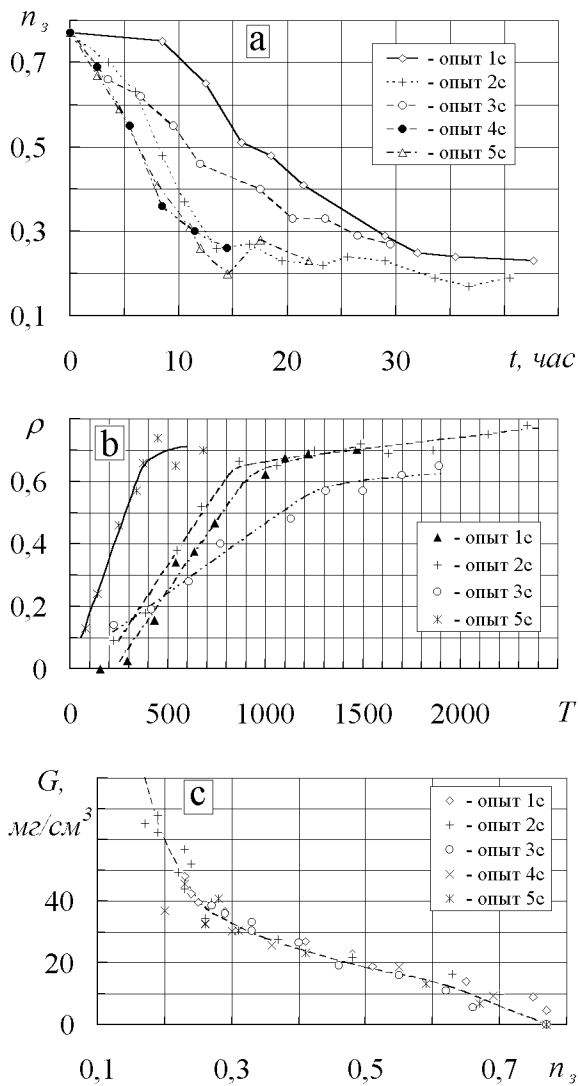 n з
a
0,7
0,5
0,3
0,1
- опыт 1с
- опыт 2с
- опыт 3с
- опыт 4с
- опыт 5с
0 10 20 30 t, час
ρ b
0,6
0,4
0,2
0
- опыт 1с
- опыт 2с
- опыт 3с
- опыт 5с
0 500 1000 1500 2000 T
G, c
мг/см³
40
20
0
- опыт 1с
- опыт 2с
- опыт 3с
- опыт 4с
- опыт 5с
0,1 0,3 0,5 0,7 n з